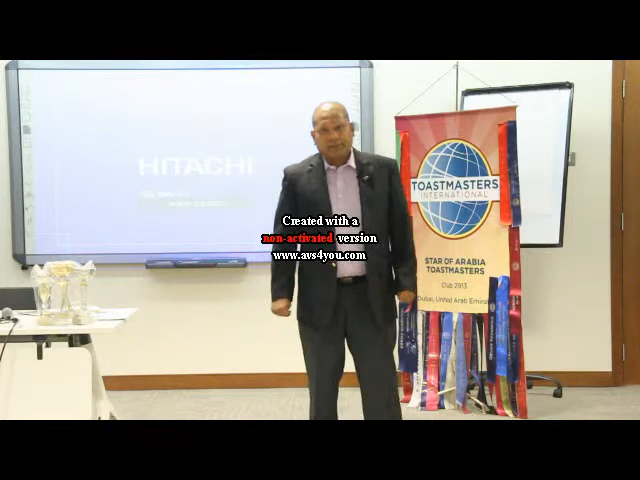 HITACHI
Created with a
non-activated version
www.avs4you.com
TOASTMASTERS
INTERNATIONAL
STAR OF ARABIA
TOASTMASTERS
Club 2913
Dubai, United Arab Emirat